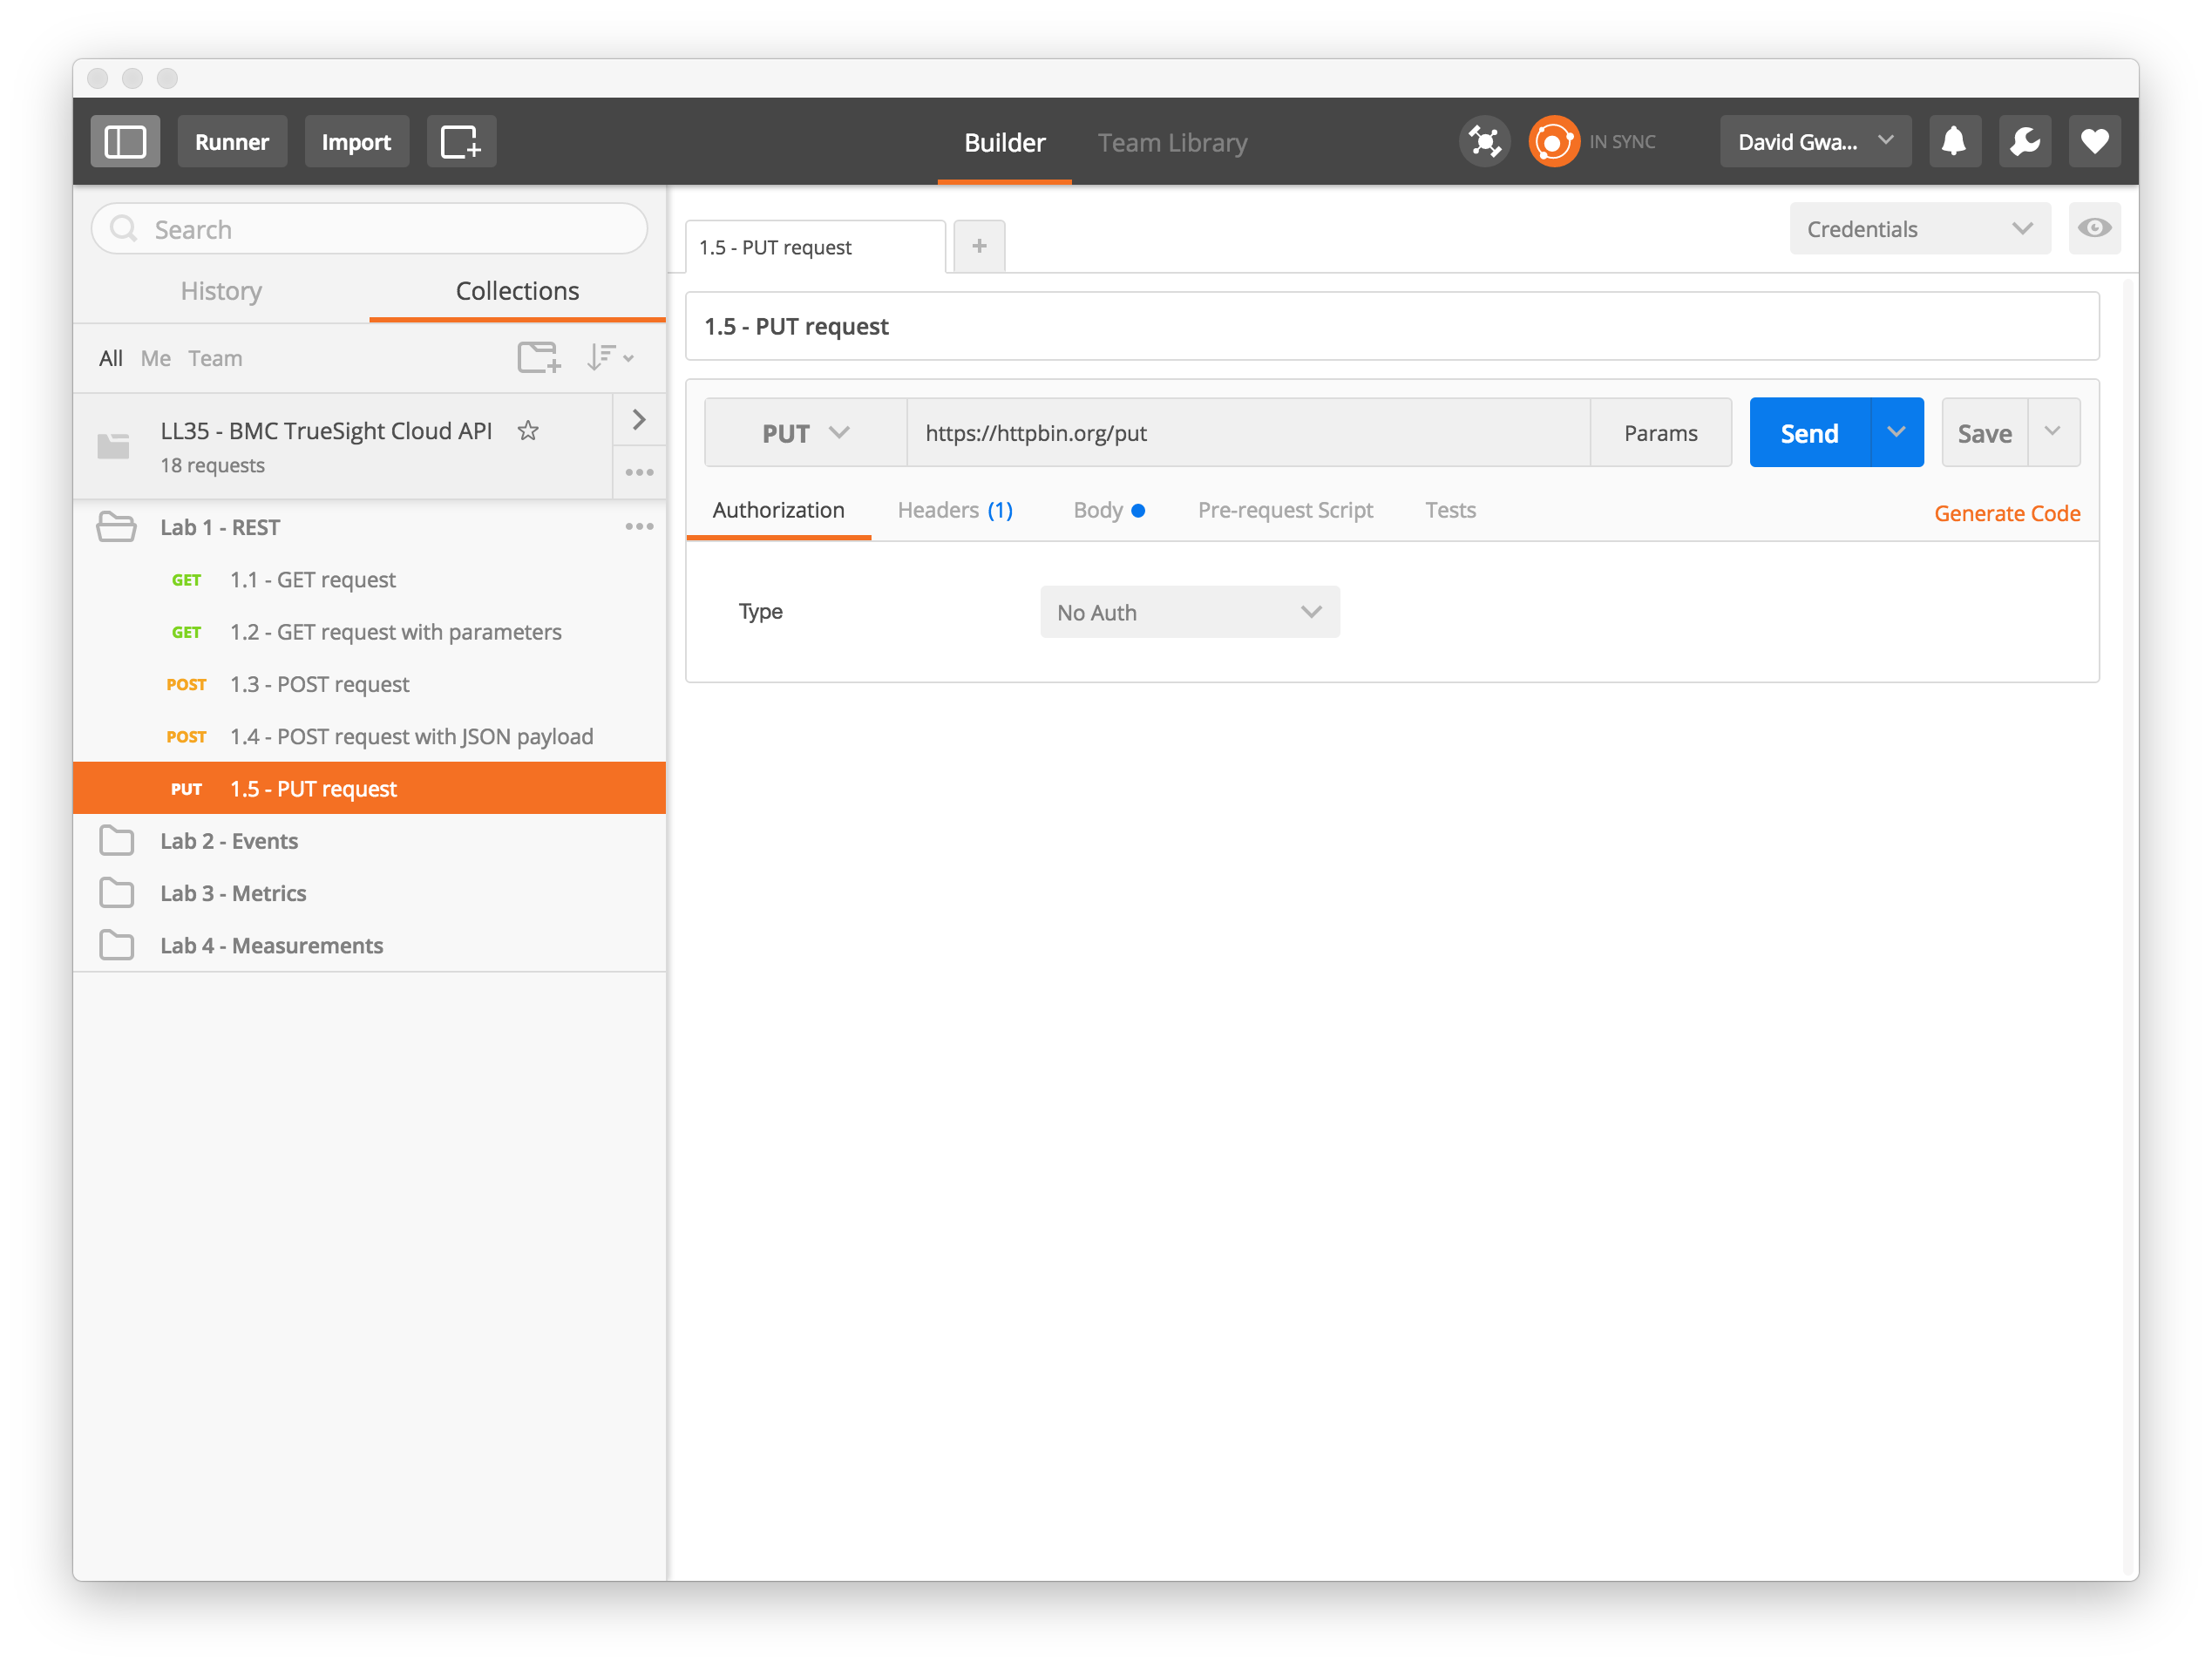 Runner Import Builder Team Library IN SYNC David Gwa...
Search
History Collections
All Me Team
LL35 - BMC TrueSight Cloud API
18 requests
Lab 1 - REST
GET 1.1 - GET request
GET 1.2 - GET request with parameters
POST 1.3 - POST request
POST 1.4 - POST request with JSON payload
PUT 1.5 - PUT request
Lab 2 - Events
Lab 3 - Metrics
Lab 4 - Measurements
1.5 - PUT request +
Credentials
1.5 - PUT request
PUT https://httpbin.org/put Params Send Save
Authorization Headers (1) Body Pre-request Script Tests Generate Code
Type No Auth